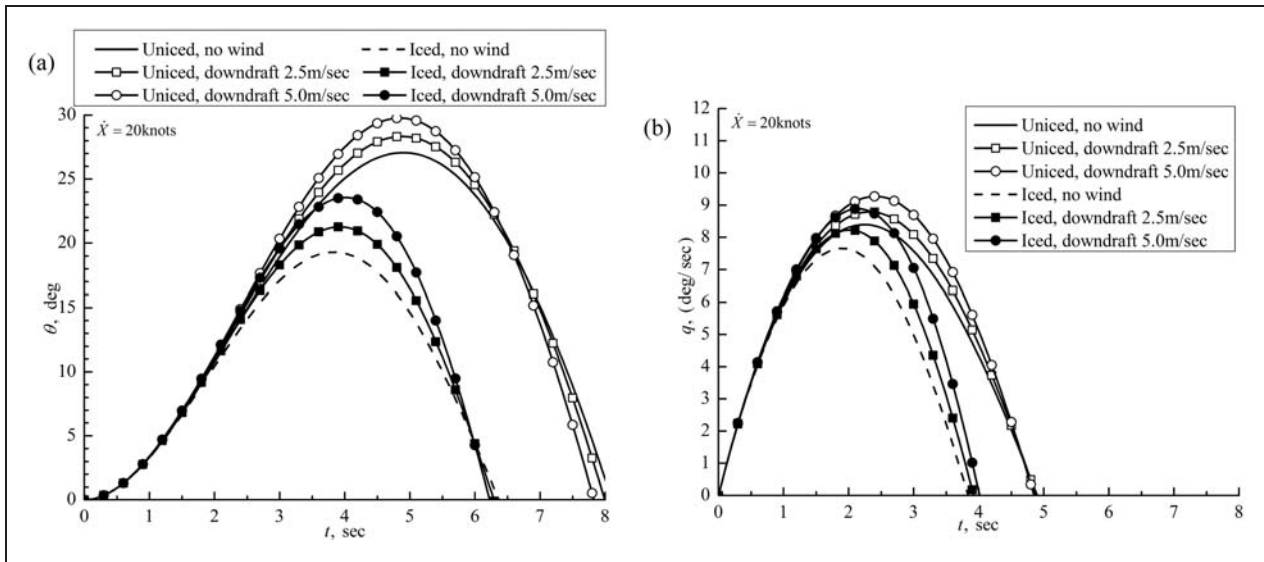 (a)
Uniced, no wind
Iced, no wind
Uniced, downdraft 2.5m/sec
Iced, downdraft 2.5m/sec
Uniced, downdraft 5.0m/sec
Iced, downdraft 5.0m/sec
Ẋ = 20knots
30
25
20
15
10
5
0
θ, deg
0 1 2 3 4 5 6 7 8
t, sec
(b)
Ẋ = 20knots
Uniced, no wind
Uniced, downdraft 2.5m/sec
Uniced, downdraft 5.0m/sec
Iced, no wind
Iced, downdraft 2.5m/sec
Iced, downdraft 5.0m/sec
12
11
10
9
8
7
6
5
4
3
2
1
0
q, (deg/sec)
0 1 2 3 4 5 6 7 8
t, sec